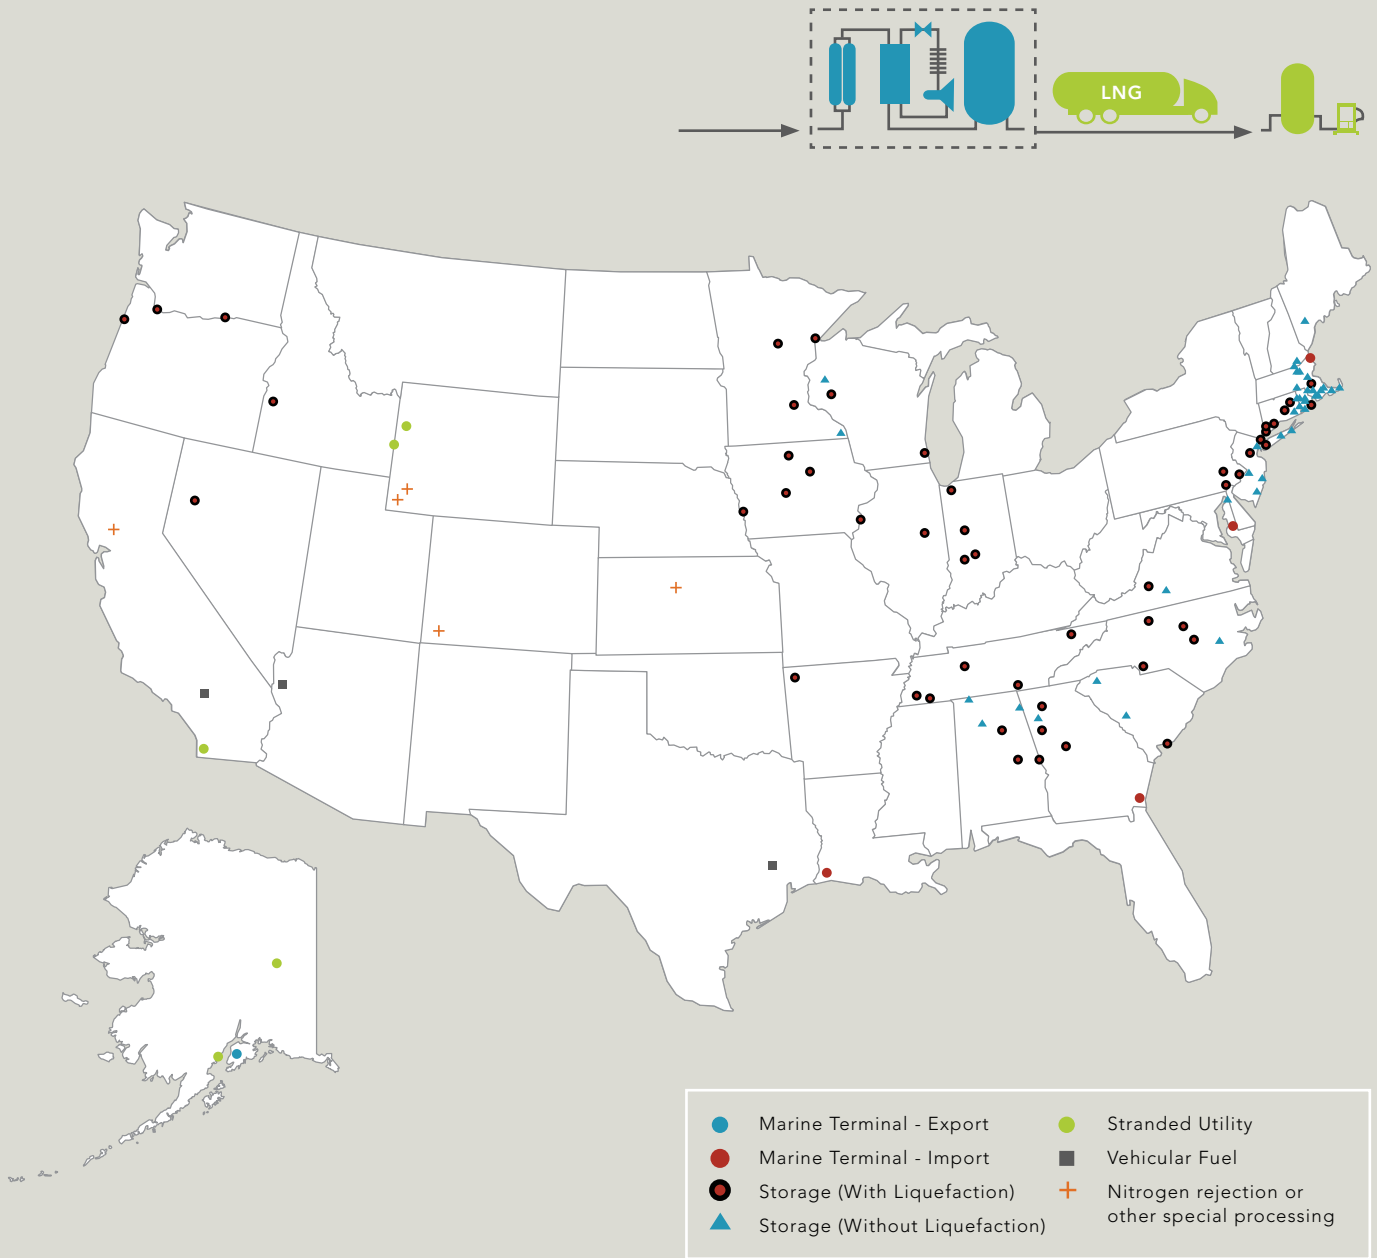 LNG
Marine Terminal - Export
Marine Terminal - Import
Storage (With Liquefaction)
Storage (Without Liquefaction)
Stranded Utility
Vehicular Fuel
Nitrogen rejection or
other special processing